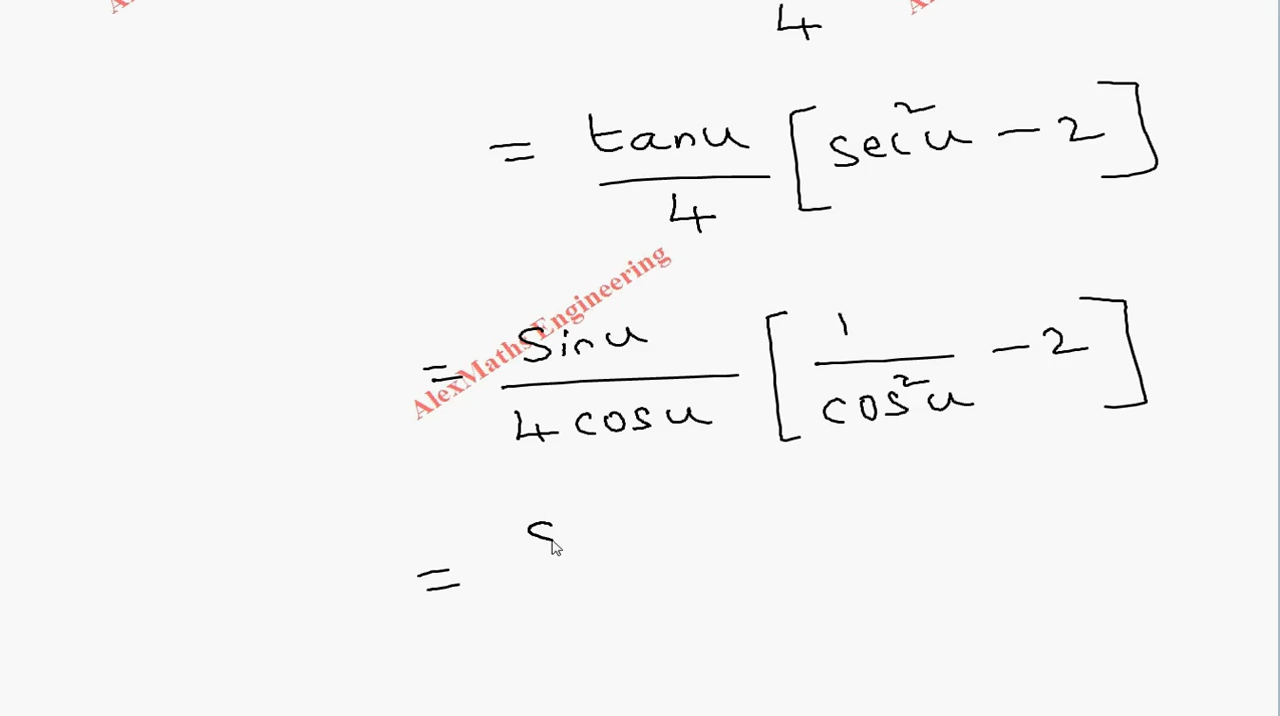 4
= tanu/4 [sec²u - 2]
AlexMaths Engineering
= Sinu/4cosu [1/cos²u - 2]
= S